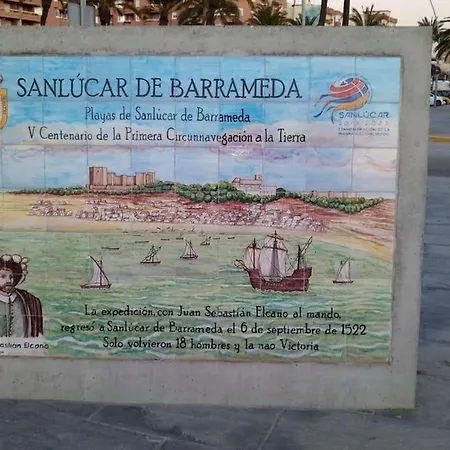 SANLÚCAR DE BARRAMEDA
Playas de Sanlúcar de Barrameda
V Centenario de la Primera Circunnavegación a la Tierra
SANLÚCAR
La expedición, con Juan Sebastián Elcano al mando,
regresó a Sanlúcar de Barrameda el 6 de septiembre de 1522
Solo volvieron 18 hombres y la nao Victoria
Elcano